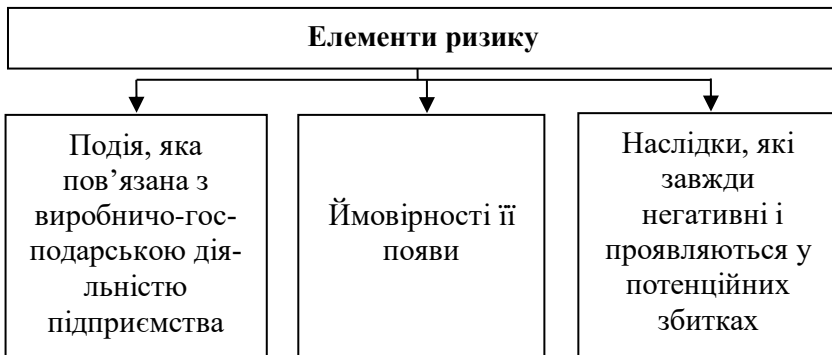 Елементи ризику
Подія, яка
пов’язана з
виробничо-гос-
подарською дія-
льністю
підприємства
Ймовірності її
появи
Наслідки, які
завжди
негативні і
проявляються у
потенційних
збитках